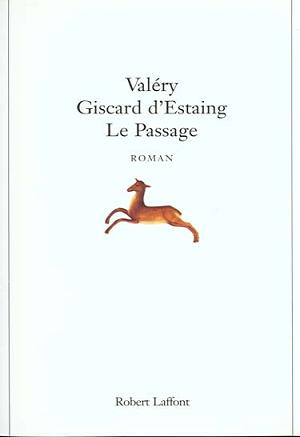 Valéry
Giscard d'Estaing
Le Passage
ROMAN
Robert Laffont